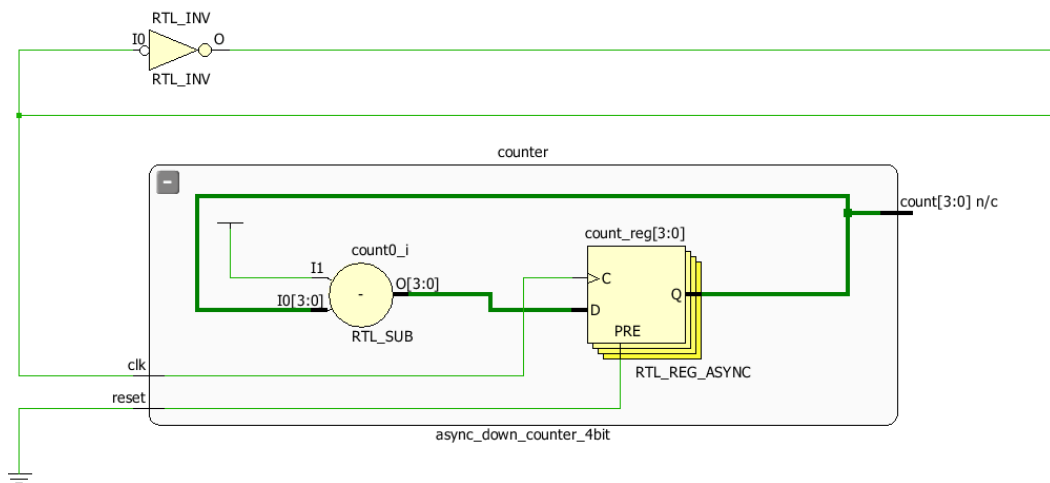 RTL_INV
I0
O
RTL_INV
counter
-
count[3:0] n/c
count_reg[3:0]
count0_i
I1
O[3:0]
C
I0[3:0]
-
Q
D
RTL_SUB
PRE
clk
RTL_REG_ASYNC
reset
async_down_counter_4bit